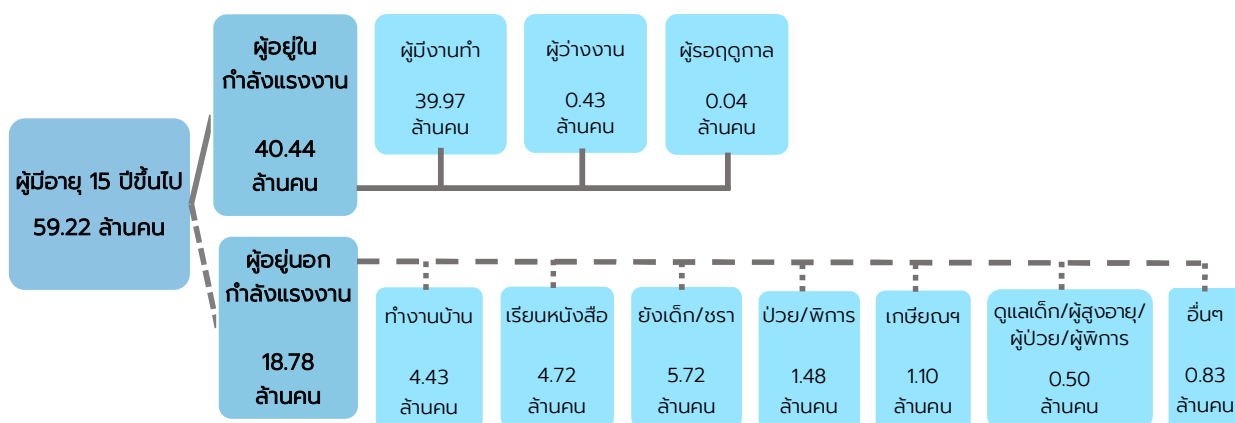 ผู้มีอายุ 15 ปีขึ้นไป
59.22 ล้านคน
ผู้อยู่ใน
กำลังแรงงาน
40.44
ล้านคน
ผู้มีงานทำ
39.97
ล้านคน
ผู้ว่างงาน
0.43
ล้านคน
ผู้รอฤดูกาล
0.04
ล้านคน
ผู้อยู่นอก
กำลังแรงงาน
18.78
ล้านคน
ทำงานบ้าน
4.43
ล้านคน
เรียนหนังสือ
4.72
ล้านคน
ยังเด็ก/ชรา
5.72
ล้านคน
ป่วย/พิการ
1.48
ล้านคน
เกษียณฯ
1.10
ล้านคน
ดูแลเด็ก/ผู้สูงอายุ/
ผู้ป่วย/ผู้พิการ
0.50
ล้านคน
อื่นๆ
0.83
ล้านคน